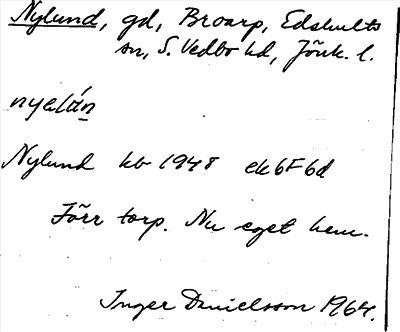 Nylund, gd, Broarp, Edshults
sn, S. Vedbo hd, Jönk. l.
nyelán
Nylund kb 1948 ek 6F 6d
Förr torp. Nu eget hem.
Inger Danielsson 1964.